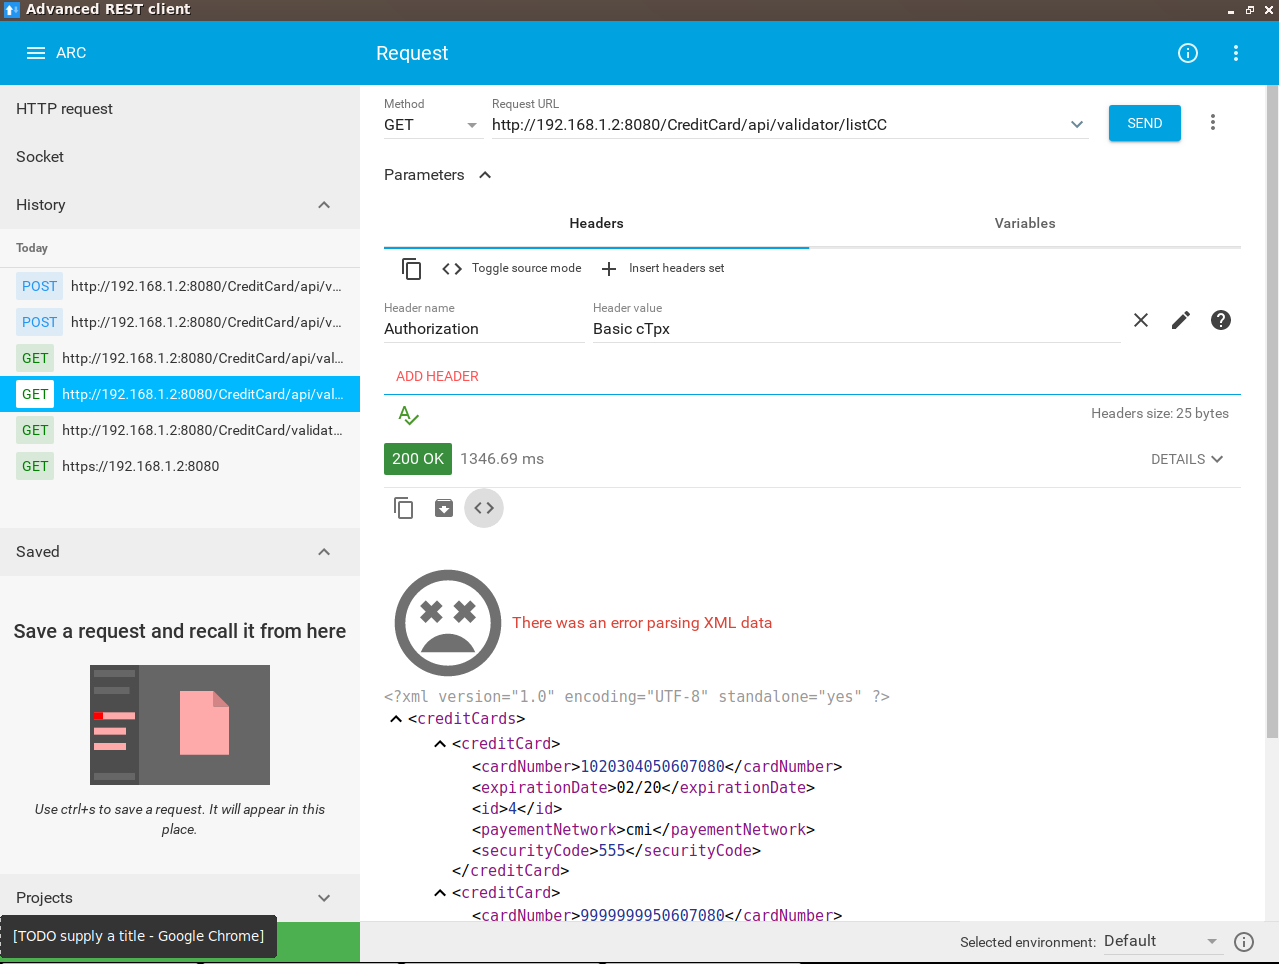 Advanced REST client
ARC
Request
HTTP request
Socket
History
Today
POST http://192.168.1.2:8080/CreditCard/api/v...
POST http://192.168.1.2:8080/CreditCard/api/v...
GET http://192.168.1.2:8080/CreditCard/api/val...
GET http://192.168.1.2:8080/CreditCard/api/val...
GET http://192.168.1.2:8080/CreditCard/validat...
GET https://192.168.1.2:8080
Saved
Save a request and recall it from here
Use ctrl+s to save a request. It will appear in this
place.
Projects
[TODO supply a title - Google Chrome]
Method
GET
Request URL
http://192.168.1.2:8080/CreditCard/api/validator/listCC
SEND
Parameters
Headers
Variables
Toggle source mode
Insert headers set
Header name
Authorization
Header value
Basic cTpx
ADD HEADER
Headers size: 25 bytes
200 OK
1346.69 ms
DETAILS
There was an error parsing XML data
<?xml version="1.0" encoding="UTF-8" standalone="yes" ?>
<creditCards>
<creditCard>
<cardNumber>1020304050607080</cardNumber>
<expirationDate>02/20</expirationDate>
<id>4</id>
<payementNetwork>cmi</payementNetwork>
<securityCode>555</securityCode>
</creditCard>
<creditCard>
<cardNumber>9999999950607080</cardNumber>
Selected environment:
Default